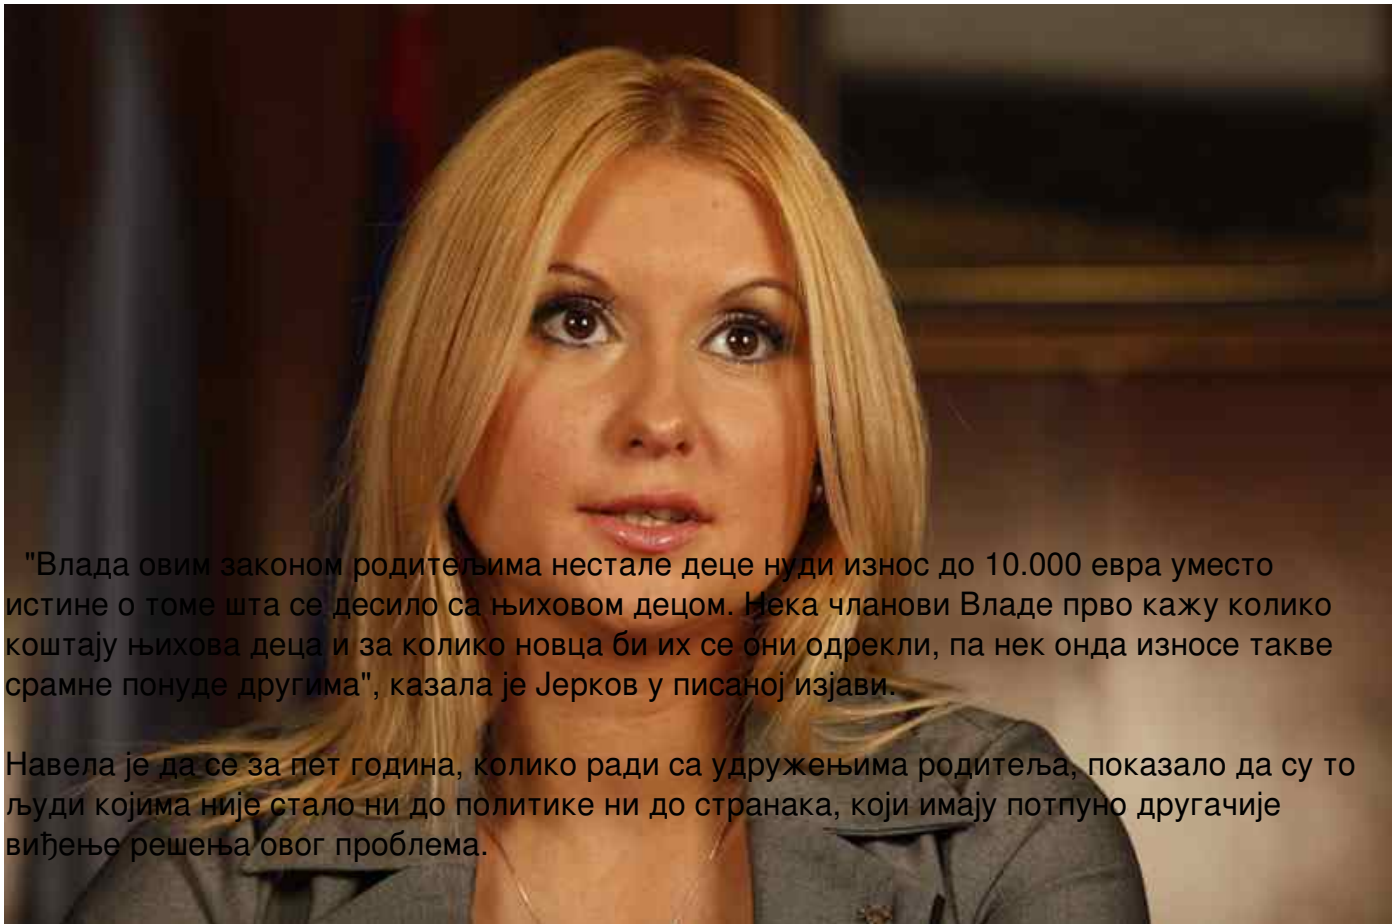 "Влада овим законом родитељима нестале деце нуди износ до 10.000 евра уместо
истине о томе шта се десило са њиховом децом. Нека чланови Владе прво кажу колико
коштају њихова деца и за колико новца би их се они одрекли, па нек онда износе такве
срамне понуде другима", казала је Јерков у писаној изјави.
Навела је да се за пет година, колико ради са удружењима родитеља, показало да су то
људи којима није стало ни до политике ни до странака, који имају потпуно другачије
виђење решења овог проблема.